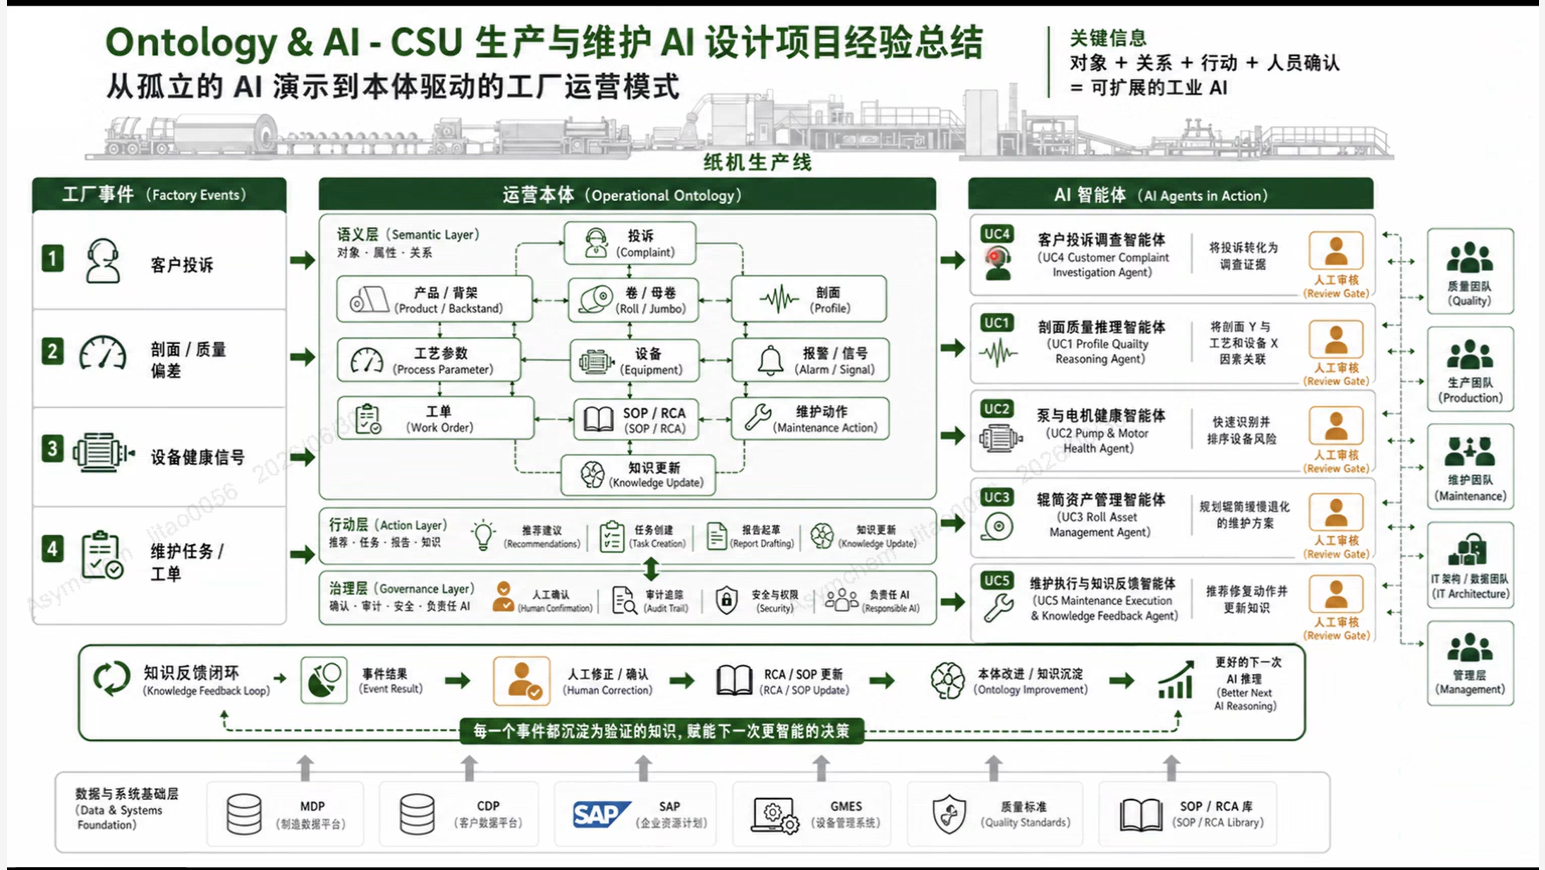 Ontology & AI - CSU 生产与维护 AI 设计项目经验总结
从孤立的 AI 演示到本体驱动的工厂运营模式
关键信息
对象 + 关系 + 行动 + 人员确认
= 可扩展的工业 AI
纸机生产线
工厂事件 (Factory Events)
1
客户投诉
2
剖面 / 质量
偏差
3
设备健康信号
4
维护任务 /
工单
运营本体 (Operational Ontology)
语义层 (Semantic Layer)
对象 · 属性 · 关系
投诉
(Complaint)
产品 / 背架
(Product / Backstand)
卷 / 母卷
(Roll / Jumbo)
剖面
(Profile)
工艺参数
(Process Parameter)
设备
(Equipment)
报警 / 信号
(Alarm / Signal)
工单
(Work Order)
SOP / RCA
(SOP / RCA)
维护动作
(Maintenance Action)
知识更新
(Knowledge Update)
行动层 (Action Layer)
推荐 · 任务 · 报告 · 知识
推荐建议
(Recommendations)
任务创建
(Task Creation)
报告起草
(Report Drafting)
知识更新
(Knowledge Update)
治理层 (Governance Layer)
确认 · 审计 · 安全 · 负责任 AI
人工确认
(Human Confirmation)
审计追踪
(Audit Trail)
安全与权限
(Security)
负责任 AI
(Responsible AI)
AI 智能体 (AI Agents in Action)
UC4
客户投诉调查智能体
(UC4 Customer Complaint
Investigation Agent)
将投诉转化为
调查证据
人工审核
(Review Gate)
UC1
剖面质量推理智能体
(UC1 Profile Quailty
Reasoning Agent)
将剖面 Y 与
工艺和设备 X
因素关联
人工审核
(Review Gate)
UC2
泵与电机健康智能体
(UC2 Pump & Motor
Health Agent)
快速识别并
排序设备风险
人工审核
(Review Gate)
UC3
辊筒资产管理智能体
(UC3 Roll Asset
Management Agent)
规划辊筒缓慢退化
的维护方案
人工审核
(Review Gate)
UC5
维护执行与知识反馈智能体
(UC5 Maintenance Execution
& Knowledge Feedback Agent)
推荐修复动作并
更新知识
人工审核
(Review Gate)
质量团队
(Quality)
生产团队
(Production)
维护团队
(Maintenance)
IT 架构 / 数据团队
(IT Architecture)
管理层
(Management)
知识反馈闭环
(Knowledge Feedback Loop)
事件结果
(Event Result)
人工修正 / 确认
(Human Correction)
RCA / SOP 更新
(RCA / SOP Update)
本体改进 / 知识沉淀
(Ontology Improvement)
更好的下一次
AI 推理
(Better Next
AI Reasoning)
每一个事件都沉淀为验证的知识, 赋能下一次更智能的决策
数据与系统基础层
(Data & Systems
Foundation)
MDP
(制造数据平台)
CDP
(客户数据平台)
SAP
SAP
(企业资源计划)
GMES
(设备管理系统)
质量标准
(Quality Standards)
SOP / RCA 库
(SOP / RCA Library)
Asymchem litao0056